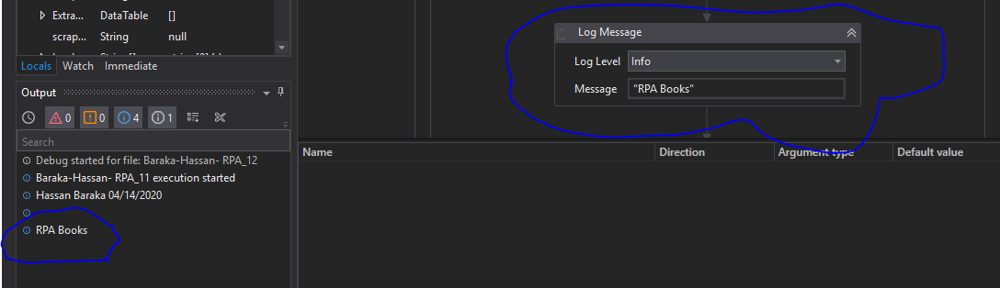 Extra... DataTable []
scrap... String null
Locals Watch Immediate
Output
0 0 4 1
Search
Debug started for file: Baraka-Hassan- RPA_12
Baraka-Hassan- RPA_11 execution started
Hassan Baraka 04/14/2020
RPA Books
Log Message
Log Level Info
Message "RPA Books"
Name Direction Argument type Default value